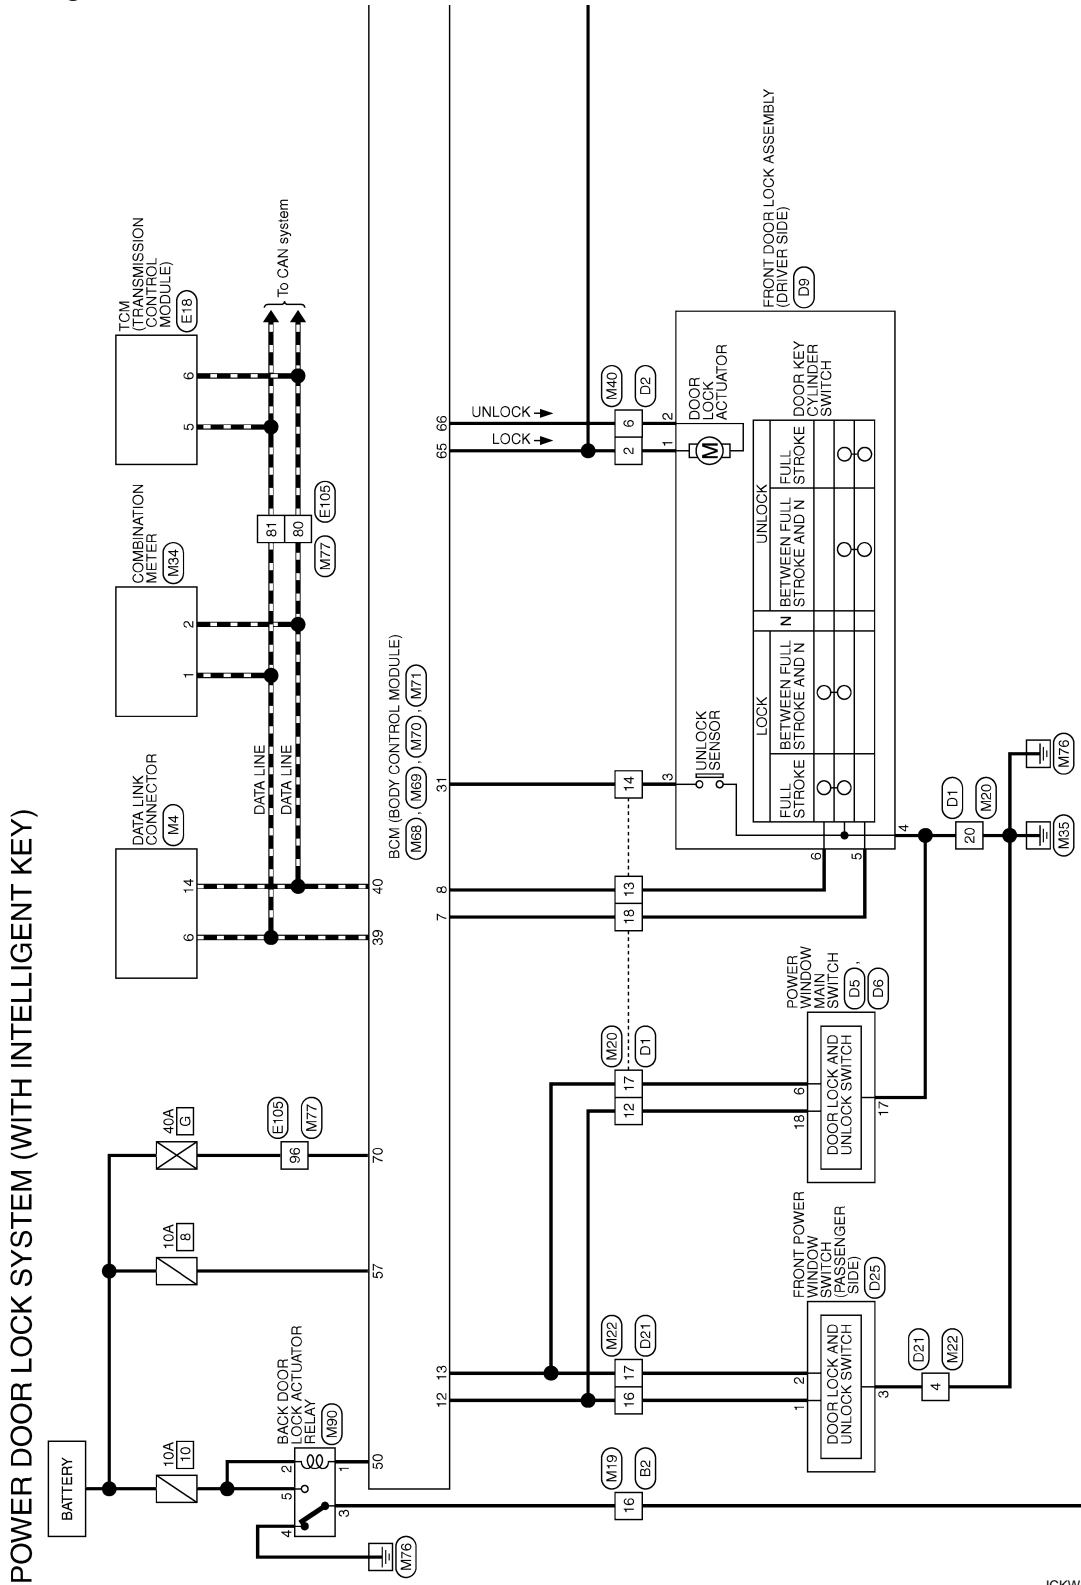 POWER DOOR LOCK SYSTEM (WITH INTELLIGENT KEY)
BATTERY
10A
10
10A
8
40A
G
BACK DOOR
LOCK ACTUATOR
RELAY
M90
2
5
4
1
3
M76
E105
M77
96
DATA LINK
CONNECTOR
M4
6
14
COMBINATION
METER
M34
1
2
TCM
(TRANSMISSION
CONTROL
MODULE)
E18
5
6
DATA LINE
DATA LINE
81
80
M77
E105
To CAN system
50
57
70
39
40
BCM (BODY CONTROL MODULE)
M68 , M69 , M70 , M71
12
13
7
8
31
65
66
LOCK
UNLOCK
M19
B2
16
M22
D21
16
17
M20
D1
12
17
18
13
14
M40
D2
2
6
FRONT POWER
WINDOW
SWITCH
(PASSENGER
SIDE)
D25
1
2
DOOR LOCK AND
UNLOCK SWITCH
3
D21
M22
4
POWER
WINDOW
MAIN
SWITCH
D5 ,
D6
18
6
DOOR LOCK AND
UNLOCK SWITCH
17
FRONT DOOR LOCK ASSEMBLY
(DRIVER SIDE)
D9
3
1
2
UNLOCK
SENSOR
M
DOOR
LOCK
ACTUATOR
LOCK
N
UNLOCK
FULL
STROKE
BETWEEN FULL
STROKE AND N
BETWEEN FULL
STROKE AND N
FULL
STROKE
DOOR KEY
CYLINDER
SWITCH
6
5
4
D1
M20
20
M35
M76